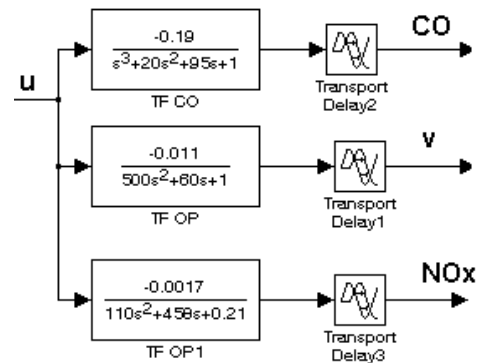 -0.19
CO
s³+20s²+95s+1
u
TF CO
Transport
Delay2
-0.011
v
500s²+60s+1
TF OP
Transport
Delay1
-0.0017
NOx
110s²+458s+0.21
TF OP1
Transport
Delay3